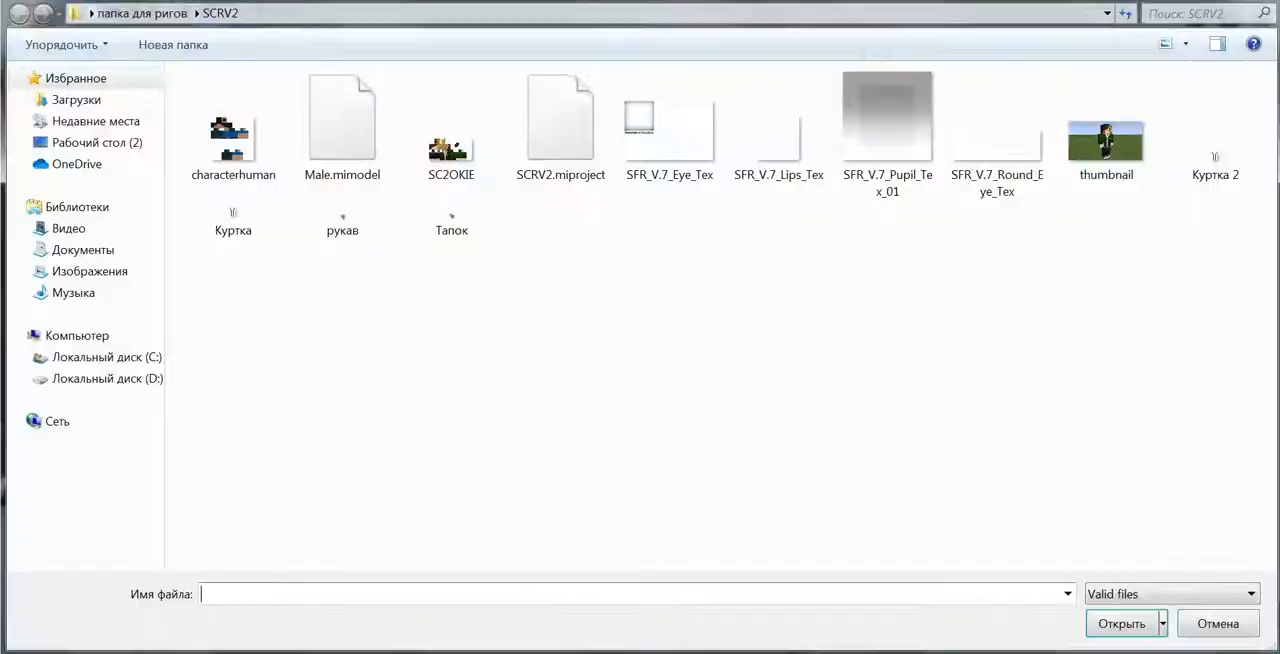 папка для ригов
SCRV2
Поиск: SCRV2
Упорядочить
Новая папка
Избранное
Загрузки
Недавние места
Рабочий стол (2)
OneDrive
Библиотеки
Видео
Документы
Изображения
Музыка
Компьютер
Локальный диск (C:)
Локальный диск (D:)
Сеть
characterhuman
Male.mimodel
SC2OKIE
SCRV2.miproject
SFR_V.7_Eye_Tex
SFR_V.7_Lips_Tex
SFR_V.7_Pupil_Te
x_01
SFR_V.7_Round_E
ye_Tex
thumbnail
Куртка 2
Куртка
рукав
Тапок
Имя файла:
Valid files
Открыть
Отмена